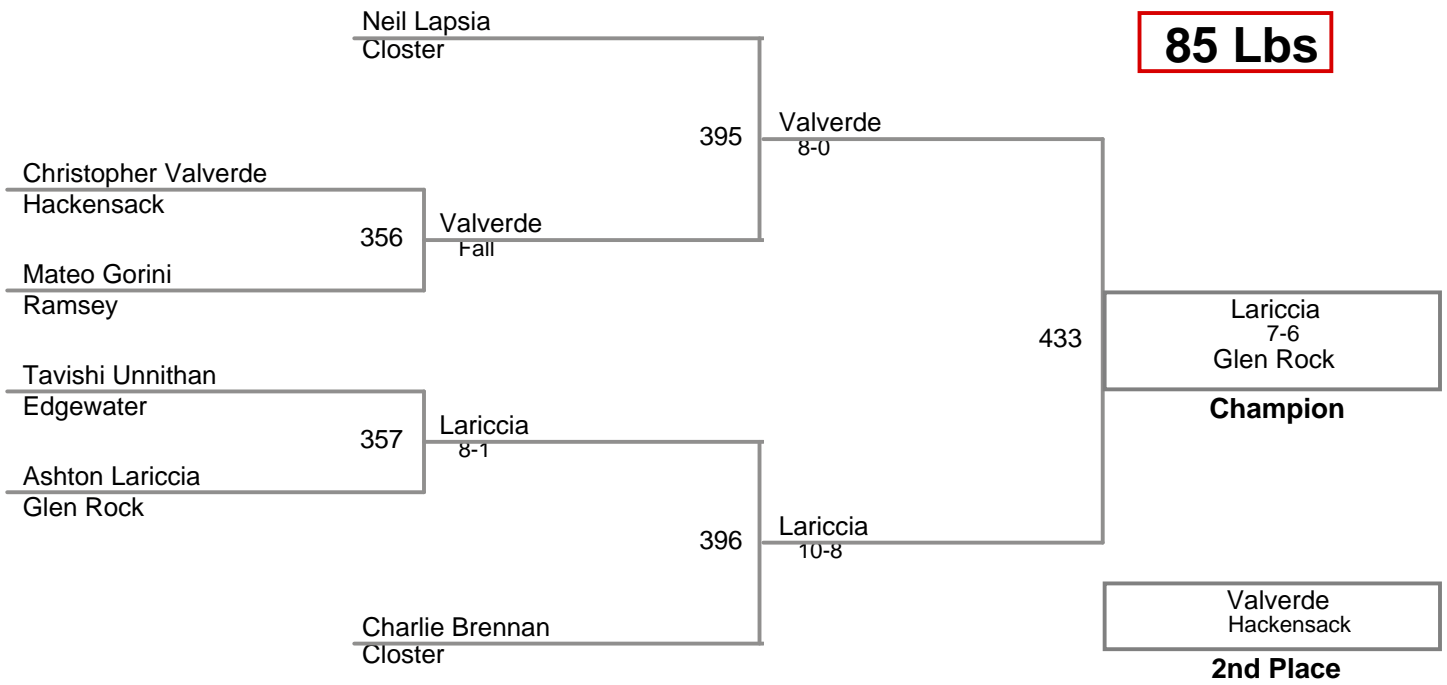 Neil Lapsia
Closter
85 Lbs
395
Valverde
8-0
Christopher Valverde
Hackensack
356
Valverde
Fall
Mateo Gorini
Ramsey
433
Lariccia
7-6
Glen Rock
Champion
Tavishi Unnithan
Edgewater
357
Lariccia
8-1
Ashton Lariccia
Glen Rock
396
Lariccia
10-8
Charlie Brennan
Closter
Valverde
Hackensack
2nd Place